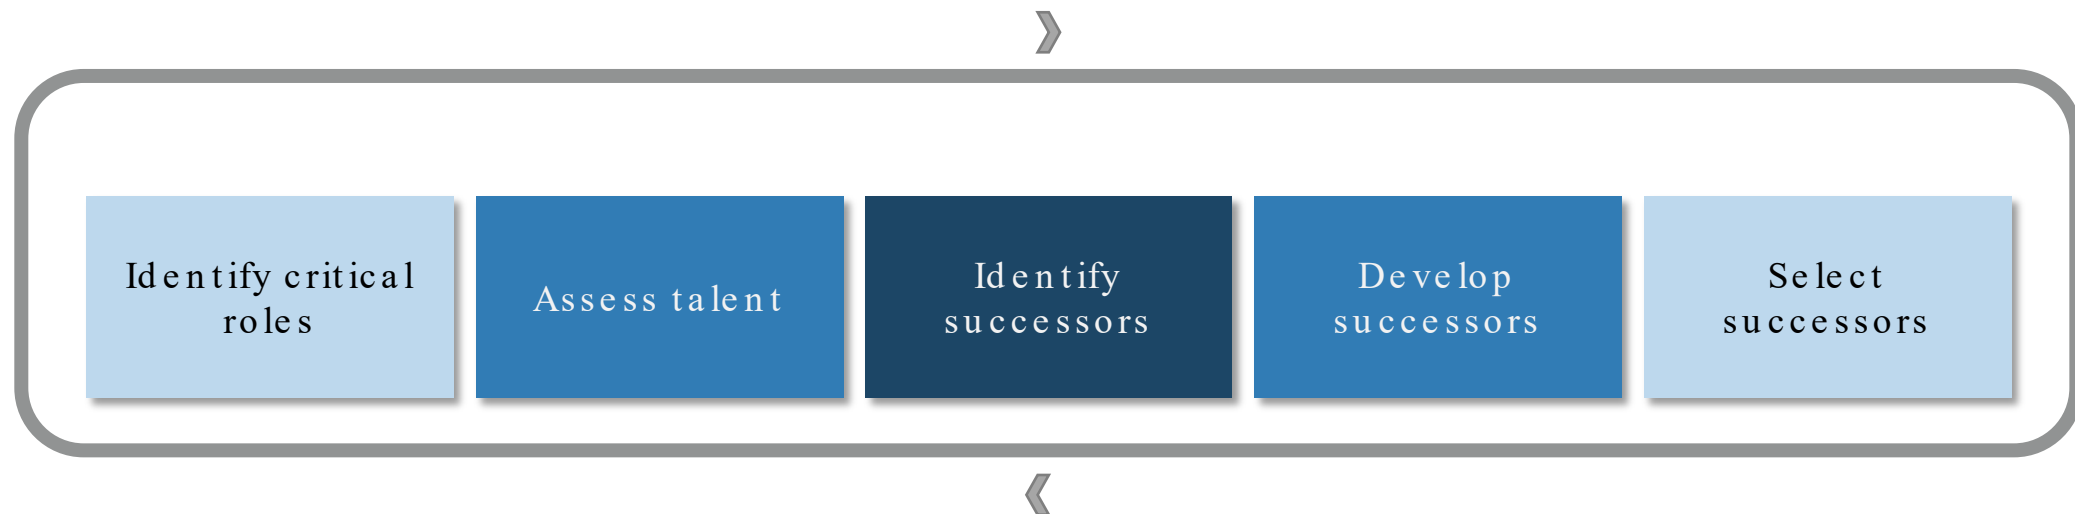 Identify critical
roles
Assess talent
Identify
successors
Develop
successors
Select
successors